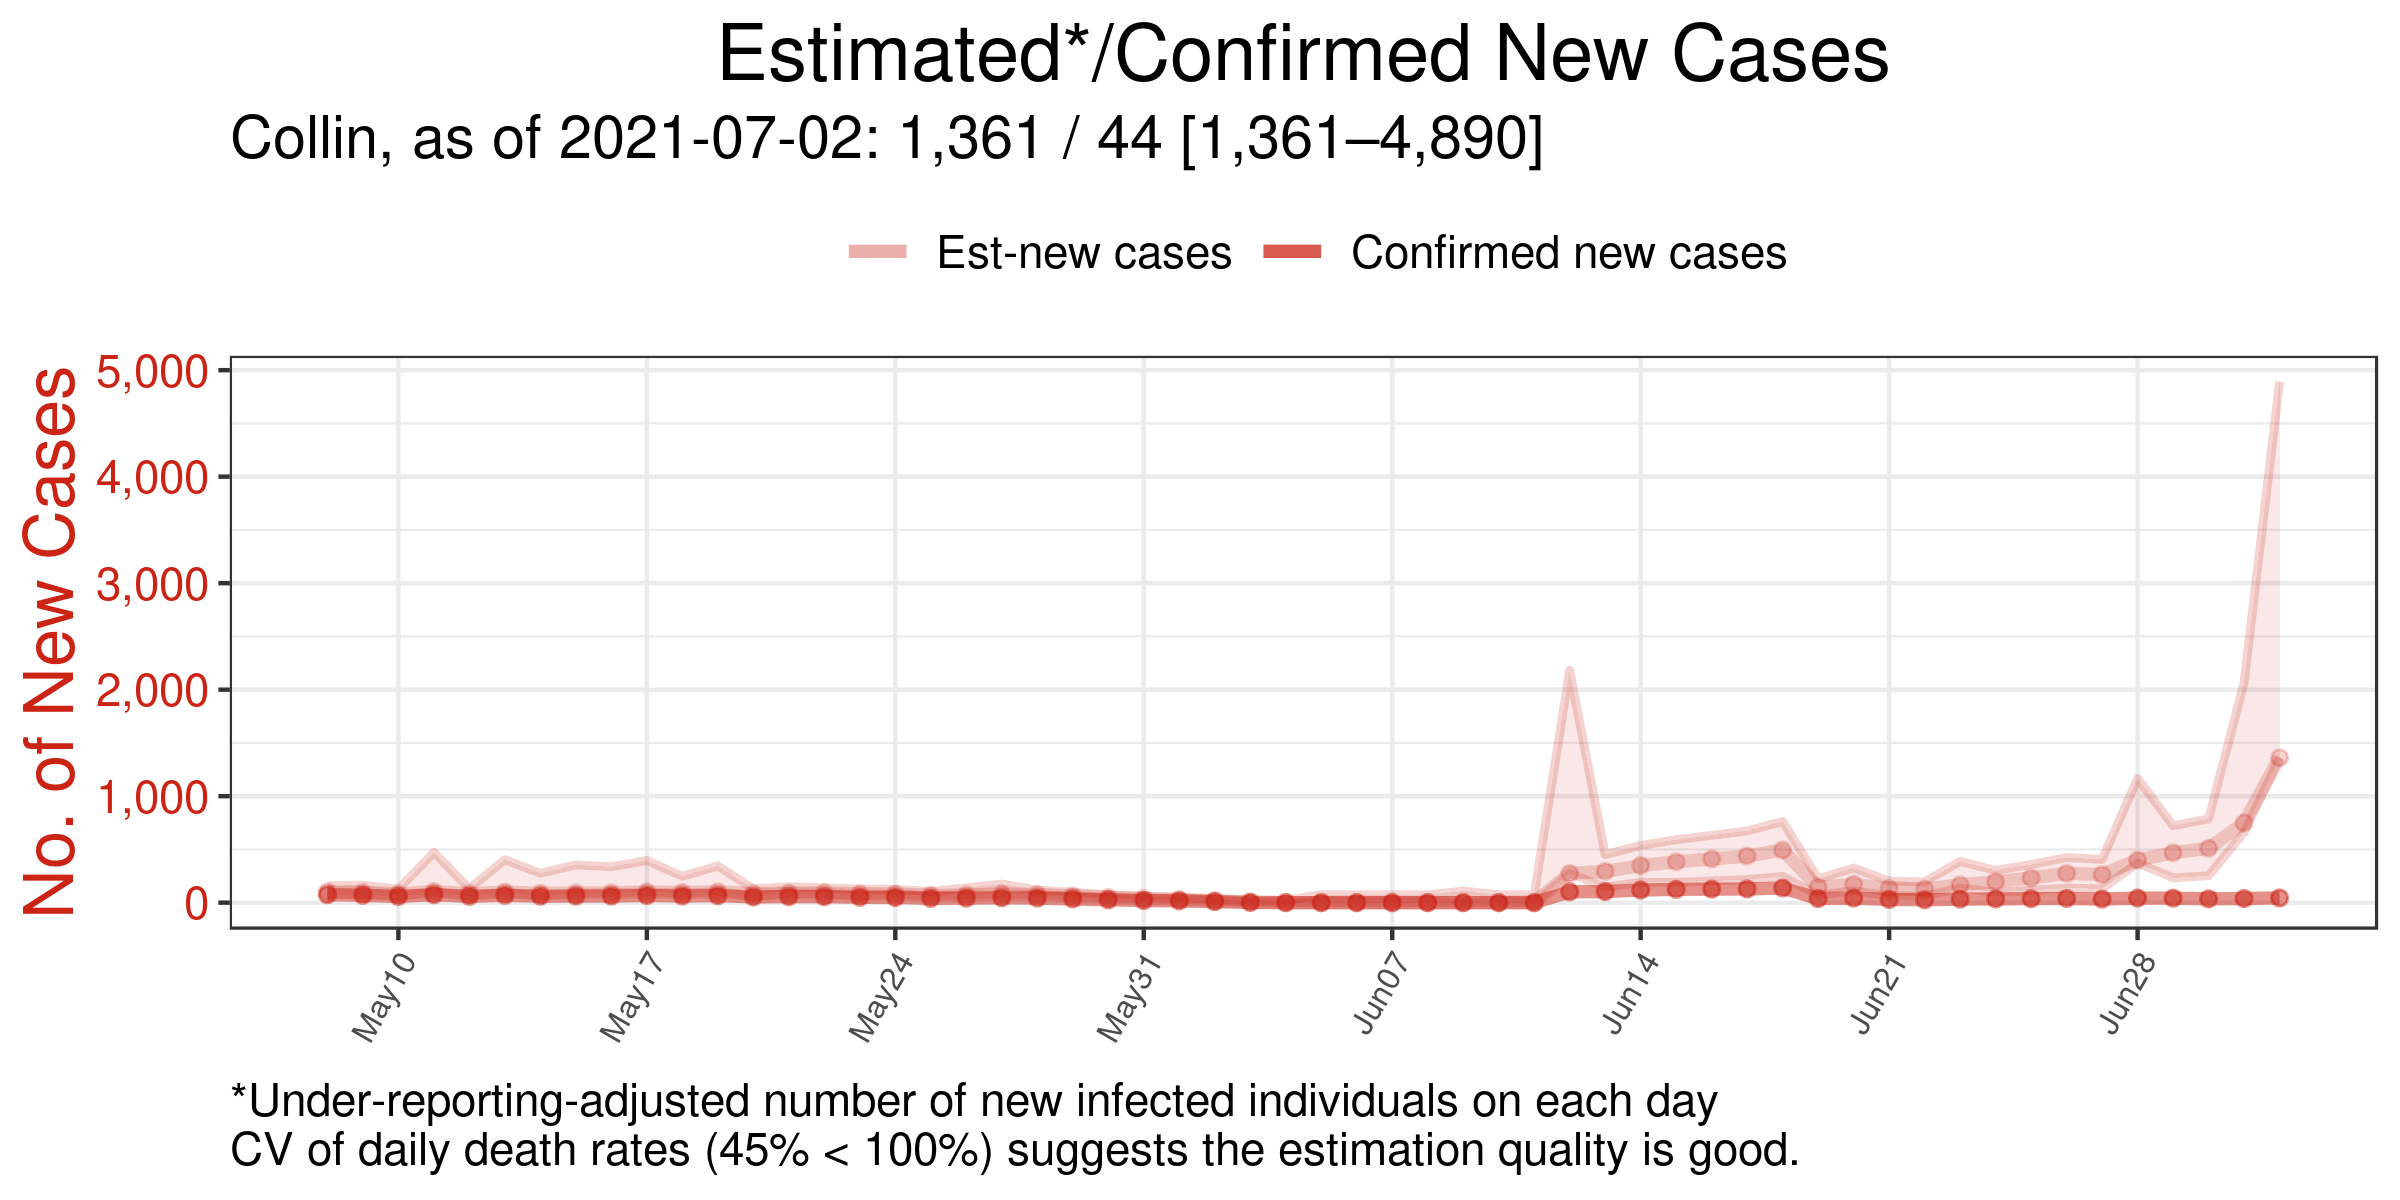 Estimated*/Confirmed New Cases
Collin, as of 2021-07-02: 1,361 / 44 [1,361–4,890]
Est-new cases
Confirmed new cases
No. of New Cases
5,000
4,000
3,000
2,000
1,000
0
May10
May17
May24
May31
Jun07
Jun14
Jun21
Jun28
*Under-reporting-adjusted number of new infected individuals on each day
CV of daily death rates (45% < 100%) suggests the estimation quality is good.